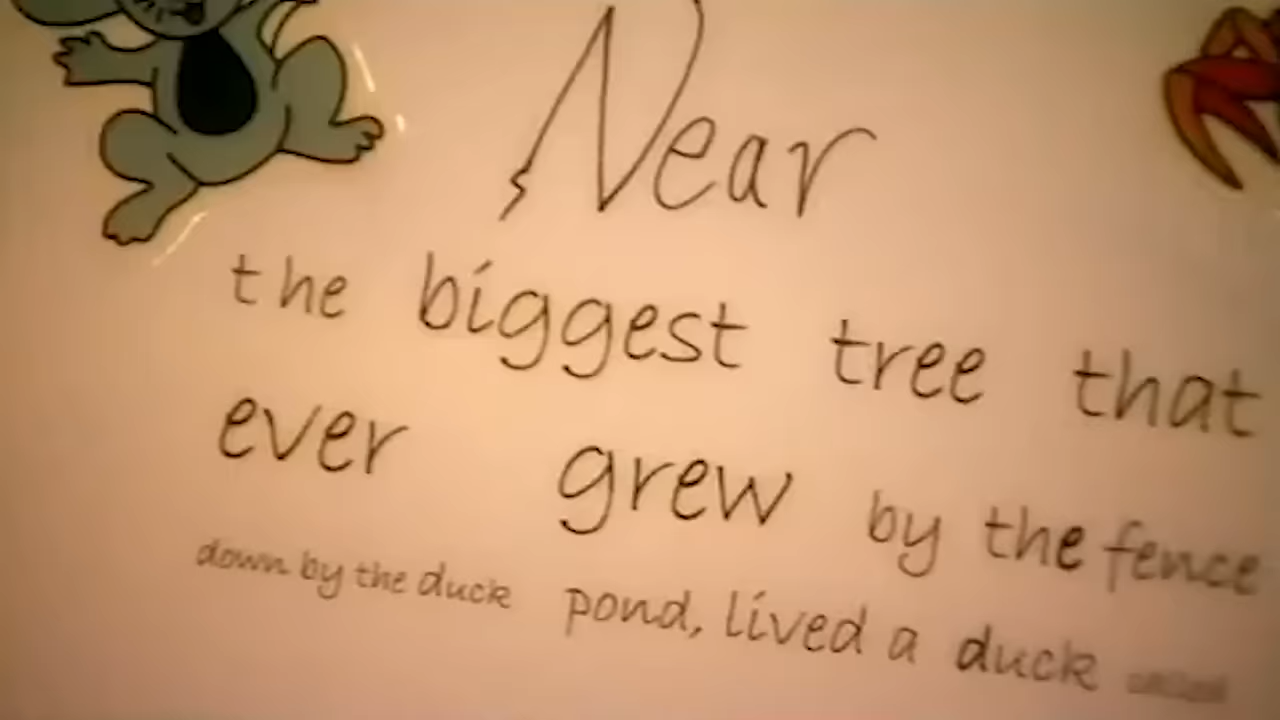 Near
the biggest tree that
ever grew by the fence
down by the duck pond, lived a duck